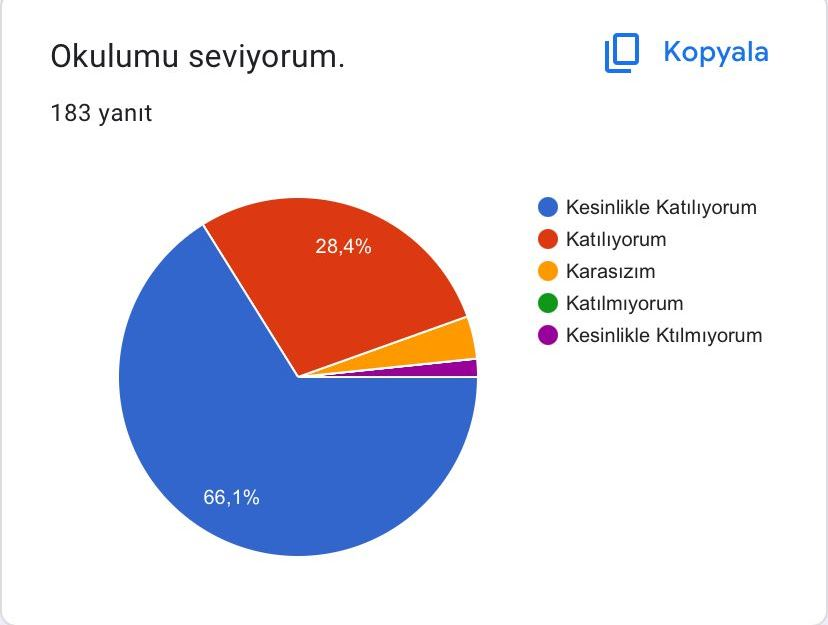 Okulumu seviyorum.
Kopyala
183 yanıt
28,4%
66,1%
Kesinlikle Katılıyorum
Katılıyorum
Karasızım
Katılmıyorum
Kesinlikle Ktılmıyorum